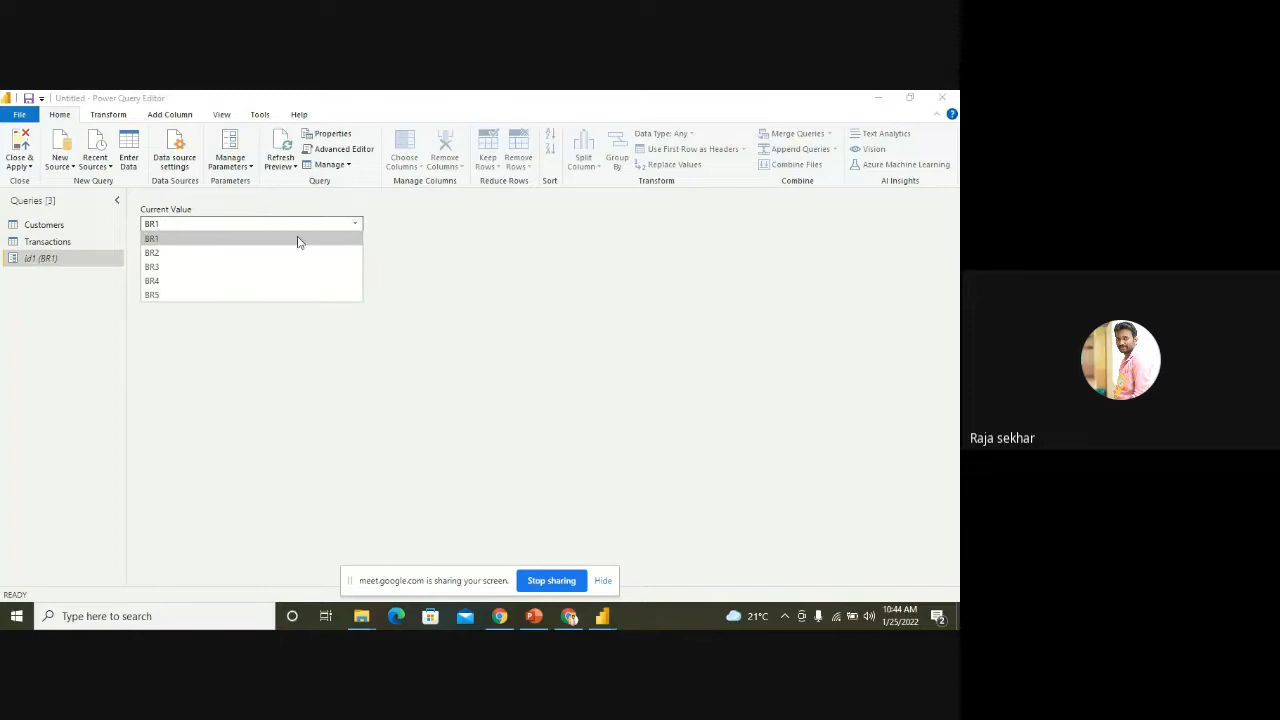 Untitled - Power Query Editor
File Home Transform Add Column View Tools Help
Close & Apply
New Source
Recent Sources
Enter Data
Data source settings
Manage Parameters
Refresh Preview
Properties
Advanced Editor
Manage
Choose Columns
Remove Columns
Keep Rows
Remove Rows
Split Column
Group By
Data Type: Any
Use First Row as Headers
Replace Values
Merge Queries
Append Queries
Combine Files
Text Analytics
Vision
Azure Machine Learning
Close New Query Data Sources Parameters Query Manage Columns Reduce Rows Sort Transform Combine AI Insights
Queries [3]
Customers
Transactions
id1 (BR1)
Current Value
BR1
BR1
BR2
BR3
BR4
BR5
Raja sekhar
meet.google.com is sharing your screen. Stop sharing Hide
READY
Type here to search
21°C
10:44 AM
1/25/2022
2